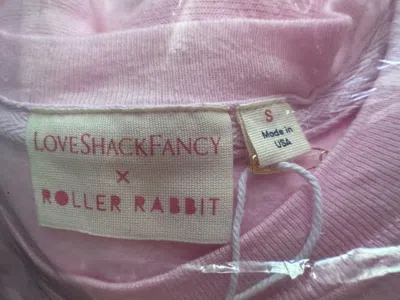 LOVESHACKFANCY
X
ROLLER RABBIT
S
Made in
USA